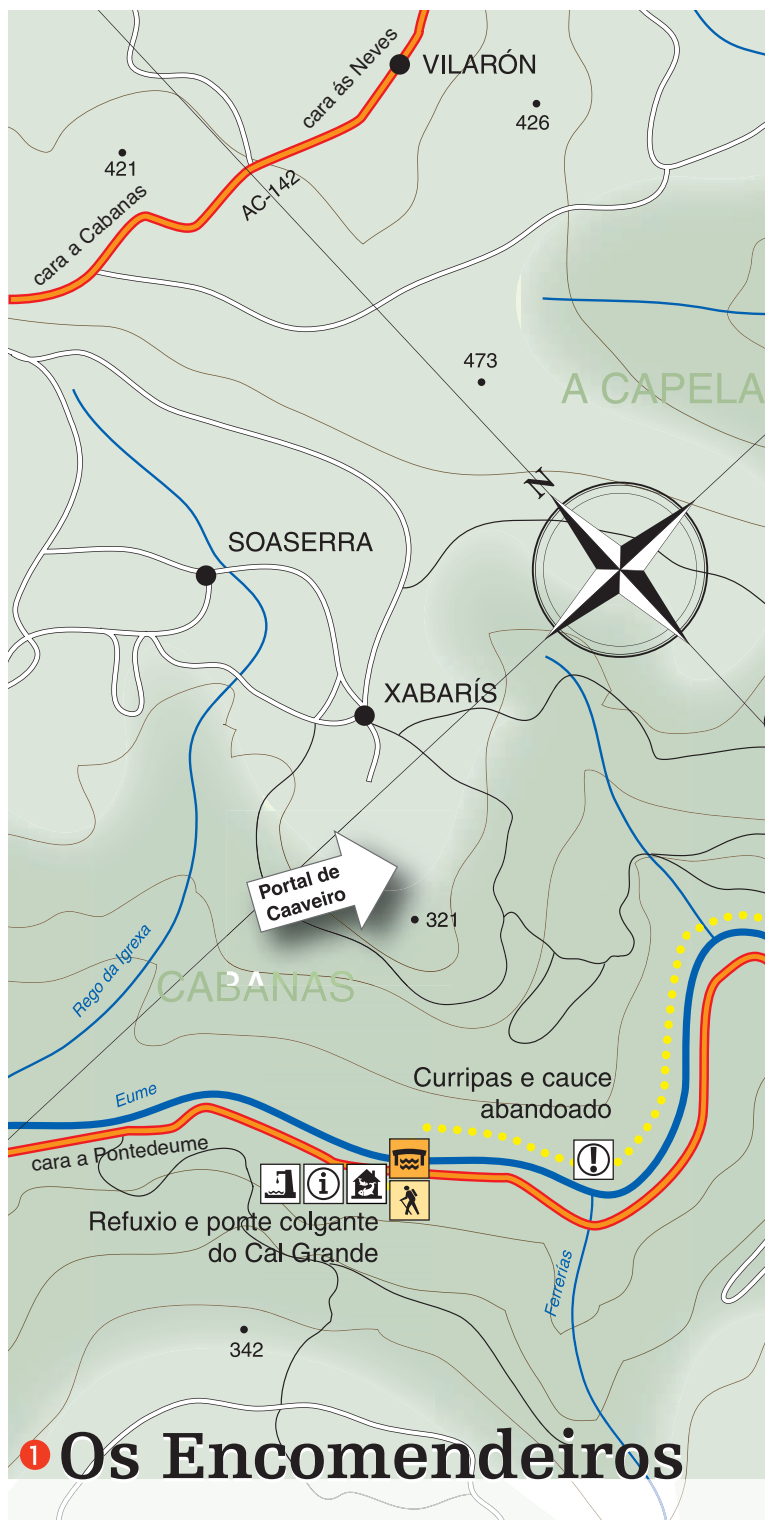 cara ás Neves
VILARÓN
426
421
AC-142
cara a Cabanas
473
A CAPELA
N
SOASERRA
XABARÍS
Portal de
Caaveiro
321
Rego da Igrexa
CABANAS
Curripas e cauce
abandoado
Eume
cara a Pontedeume
i
!
Refuxio e ponte colgante
do Cal Grande
Ferrerías
342
1 Os Encomendeiros